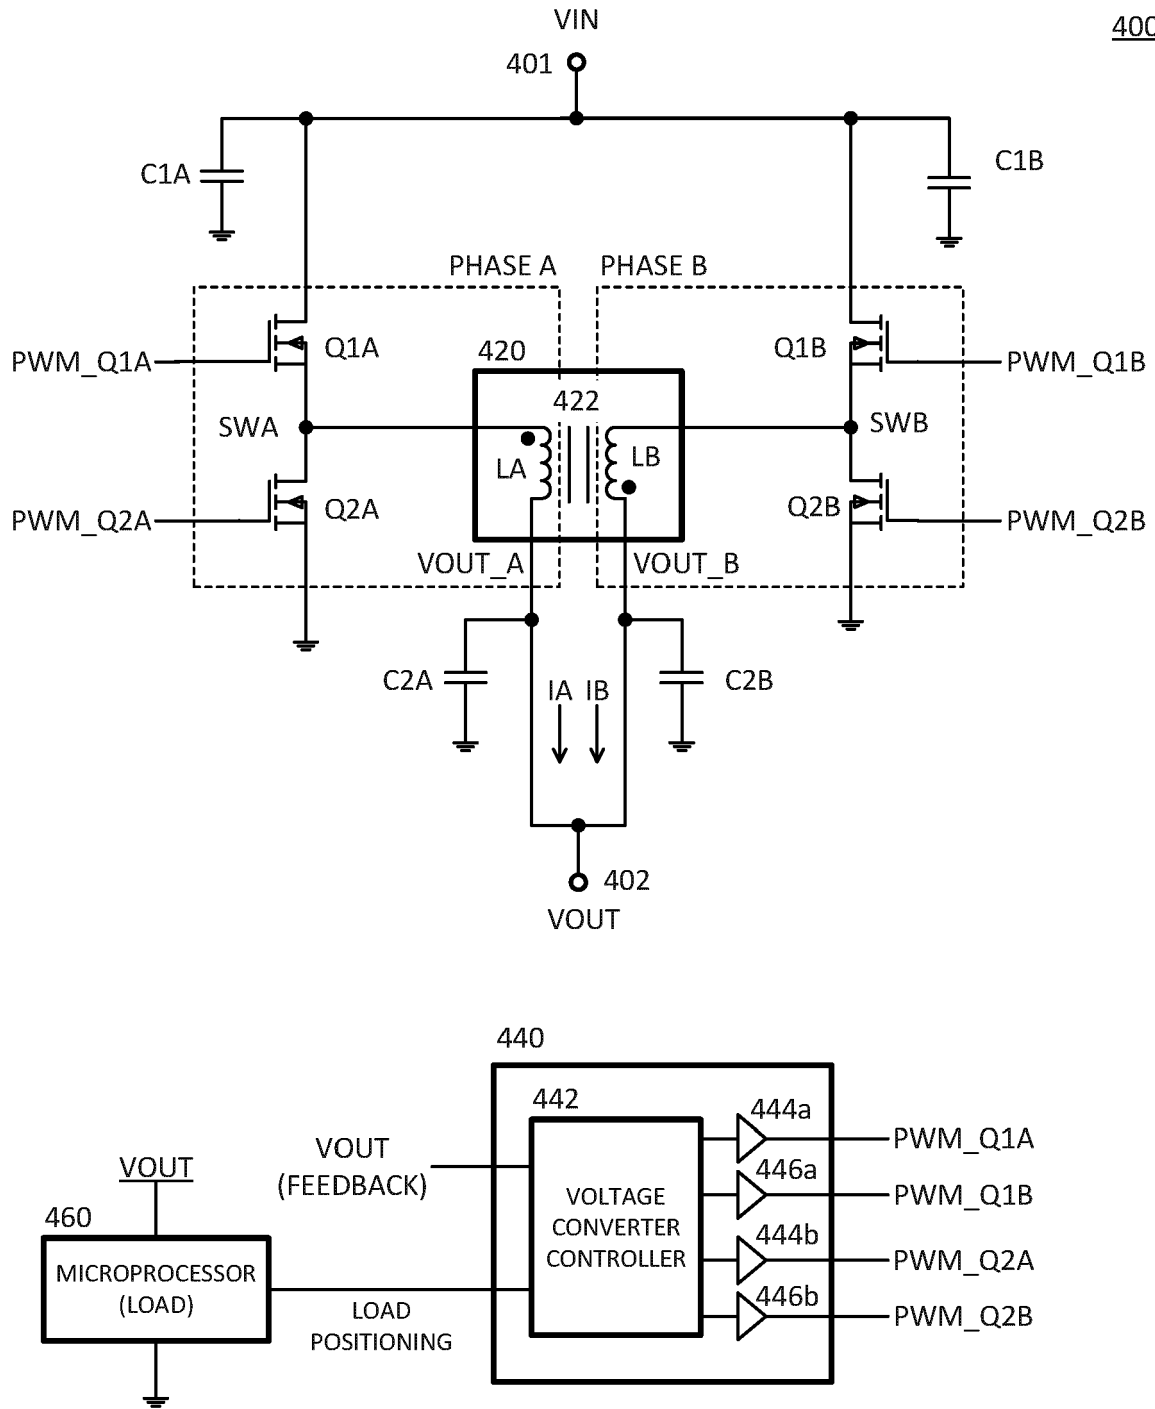 VIN
400
401
C1A
C1B
PHASE A
PHASE B
PWM_Q1A
Q1A
420
Q1B
PWM_Q1B
422
SWA
SWB
LA
LB
PWM_Q2A
Q2A
Q2B
PWM_Q2B
VOUT_A
VOUT_B
C2A
IA
IB
C2B
402
VOUT
440
442
444a
PWM_Q1A
VOUT
(FEEDBACK)
446a
PWM_Q1B
VOLTAGE
CONVERTER
CONTROLLER
444b
PWM_Q2A
446b
PWM_Q2B
VOUT
460
MICROPROCESSOR
(LOAD)
LOAD
POSITIONING